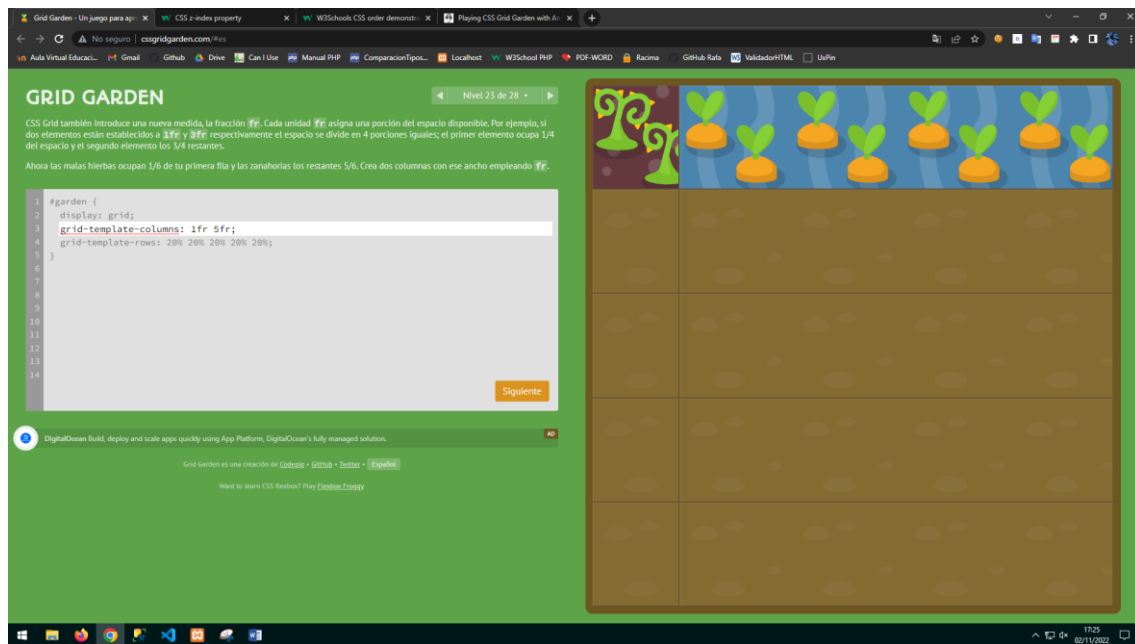 Grid Garden - Un juego para apr
CSS z-index property
W3Schools CSS order demonstr
Playing CSS Grid Garden with An
No seguro | cssgridgarden.com/#es
Aula Virtual Educaci...
Gmail
Github
Drive
Can I Use
Manual PHP
ComparacionTipos...
Localhost
W3School PHP
PDF-WORD
Racima
GitHub Rafa
ValidadorHTML
UxPin
GRID GARDEN
Nivel 23 de 28
CSS Grid también introduce una nueva medida, la fracción fr. Cada unidad fr asigna una porción del espacio disponible. Por ejemplo, si
dos elementos están establecidos a 1fr y 3fr respectivamente el espacio se divide en 4 porciones iguales; el primer elemento ocupa 1/4
del espacio y el segundo elemento los 3/4 restantes.
Ahora las malas hierbas ocupan 1/6 de tu primera fila y las zanahorias los restantes 5/6. Crea dos columnas con ese ancho empleando fr.
1 #garden {
2 display: grid;
3 grid-template-columns: 1fr 5fr;
4 grid-template-rows: 20% 20% 20% 20% 20%;
5 }
6
7
8
9
10
11
12
13
14
Siguiente
DigitalOcean Build, deploy and scale apps quickly using App Platform, DigitalOcean's fully managed solution.
AD
Grid Garden es una creación de Codepip • GitHub • Twitter • Español
Want to learn CSS flexbox? Play Flexbox Froggy
17:25
02/11/2022